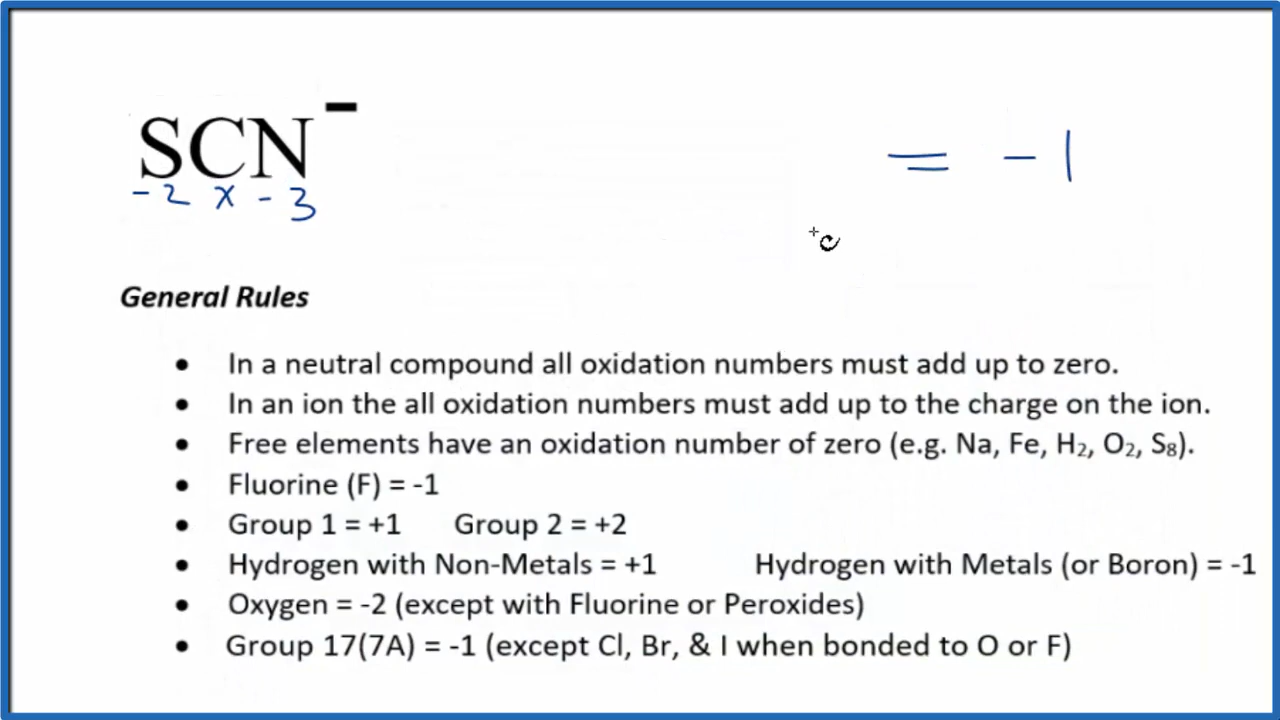 SCN⁻ = -1
-2 x -3
General Rules
• In a neutral compound all oxidation numbers must add up to zero.
• In an ion the all oxidation numbers must add up to the charge on the ion.
• Free elements have an oxidation number of zero (e.g. Na, Fe, H₂, O₂, S₈).
• Fluorine (F) = -1
• Group 1 = +1 Group 2 = +2
• Hydrogen with Non-Metals = +1 Hydrogen with Metals (or Boron) = -1
• Oxygen = -2 (except with Fluorine or Peroxides)
• Group 17(7A) = -1 (except Cl, Br, & I when bonded to O or F)